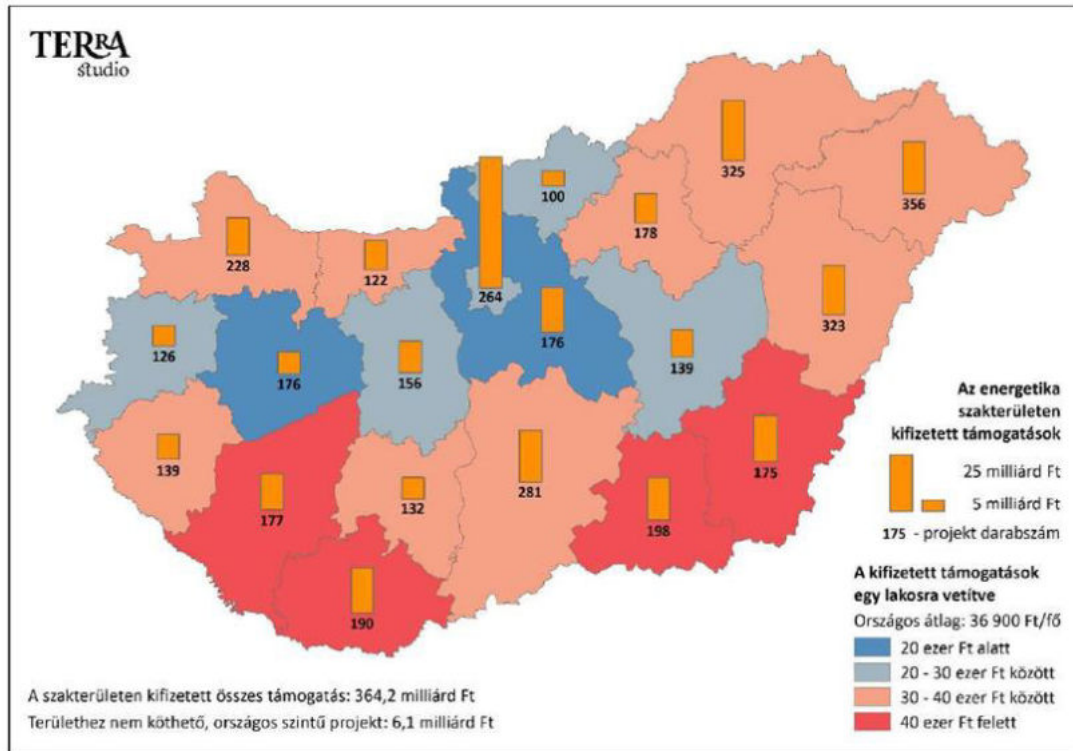 TERRA
studio
325
356
100
178
228
122
264
323
126
176
176
156
139
139
281
175
177
132
198
190
Az energetika
szakterületen
kifizetett támogatások
25 milliárd Ft
5 milliárd Ft
175 - projekt darabszám
A kifizetett támogatások
egy lakosra vetítve
Országos átlag: 36 900 Ft/fő
20 ezer Ft alatt
20 - 30 ezer Ft között
30 - 40 ezer Ft között
40 ezer Ft felett
A szakterületen kifizetett összes támogatás: 364,2 milliárd Ft
Területhez nem köthető, országos szintű projekt: 6,1 milliárd Ft